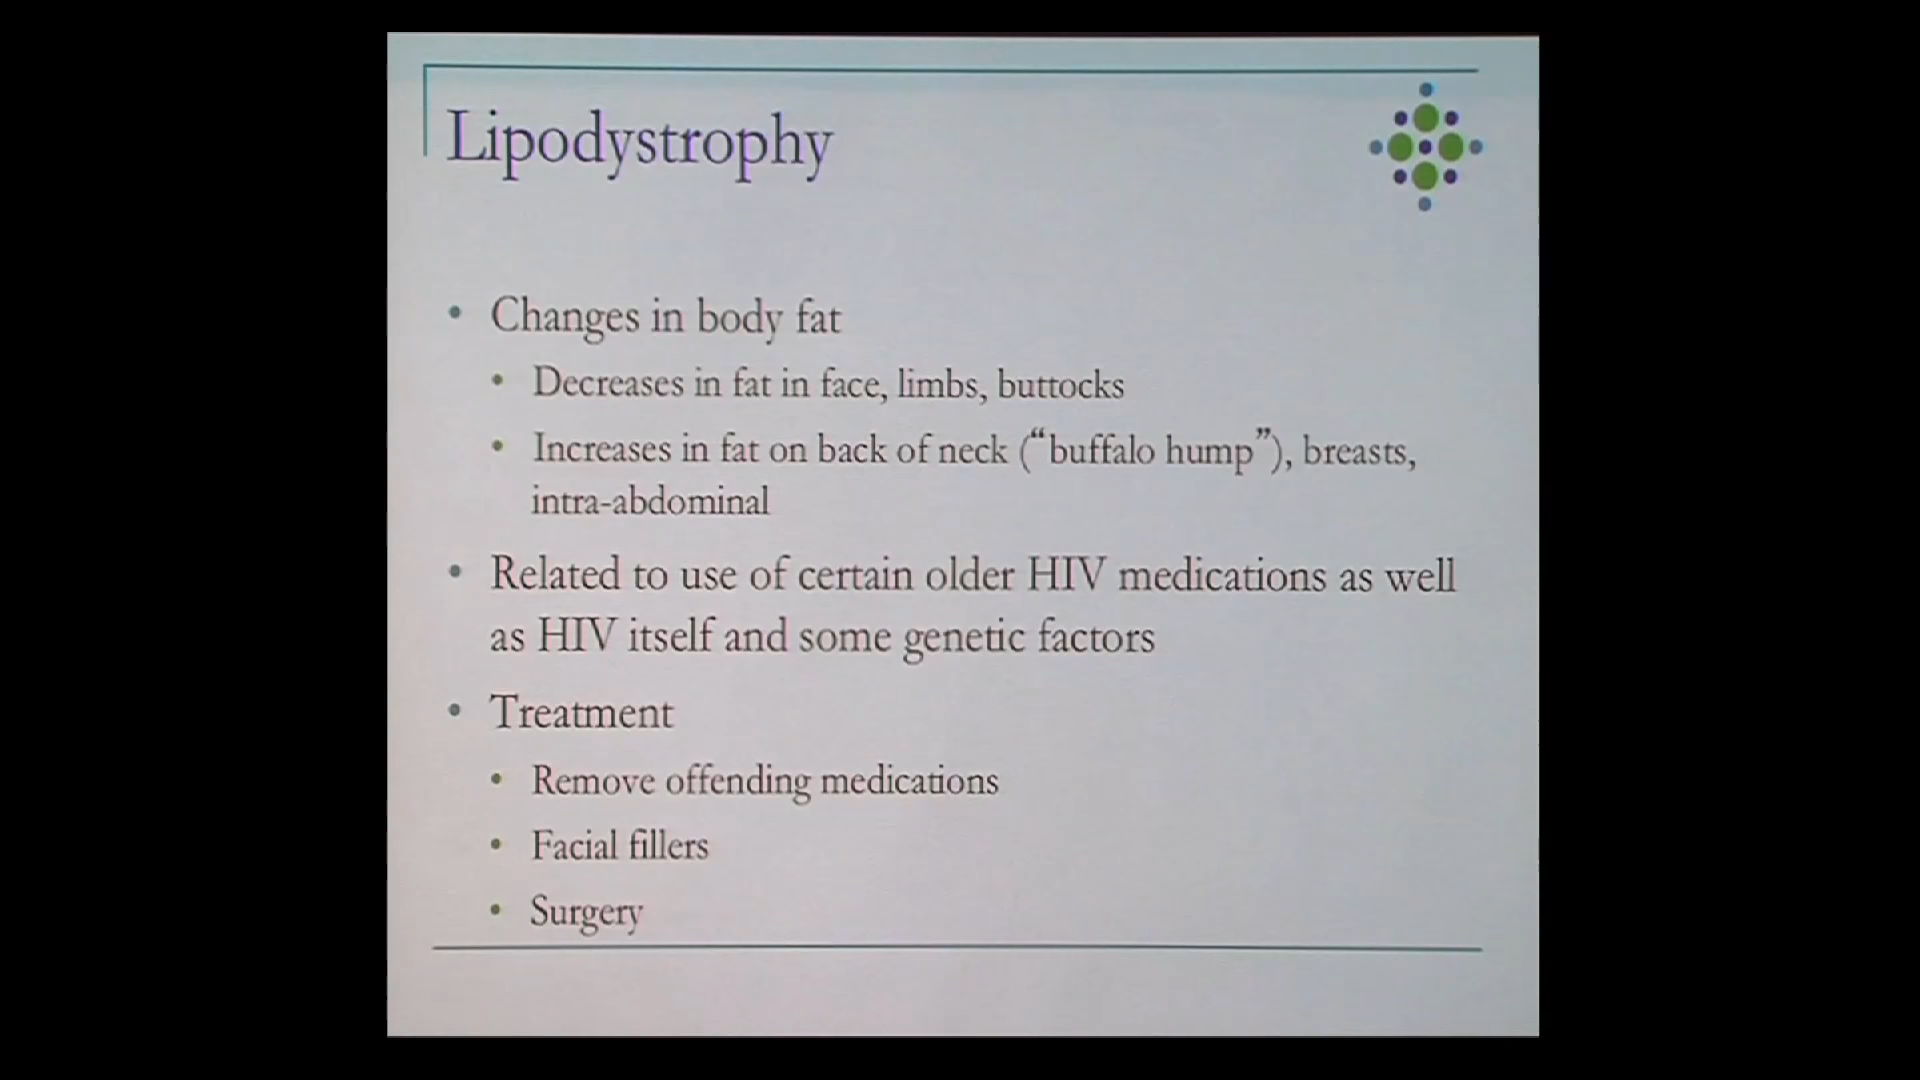 Lipodystrophy
• Changes in body fat
• Decreases in fat in face, limbs, buttocks
• Increases in fat on back of neck (“buffalo hump”), breasts,
intra-abdominal
• Related to use of certain older HIV medications as well
as HIV itself and some genetic factors
• Treatment
• Remove offending medications
• Facial fillers
• Surgery